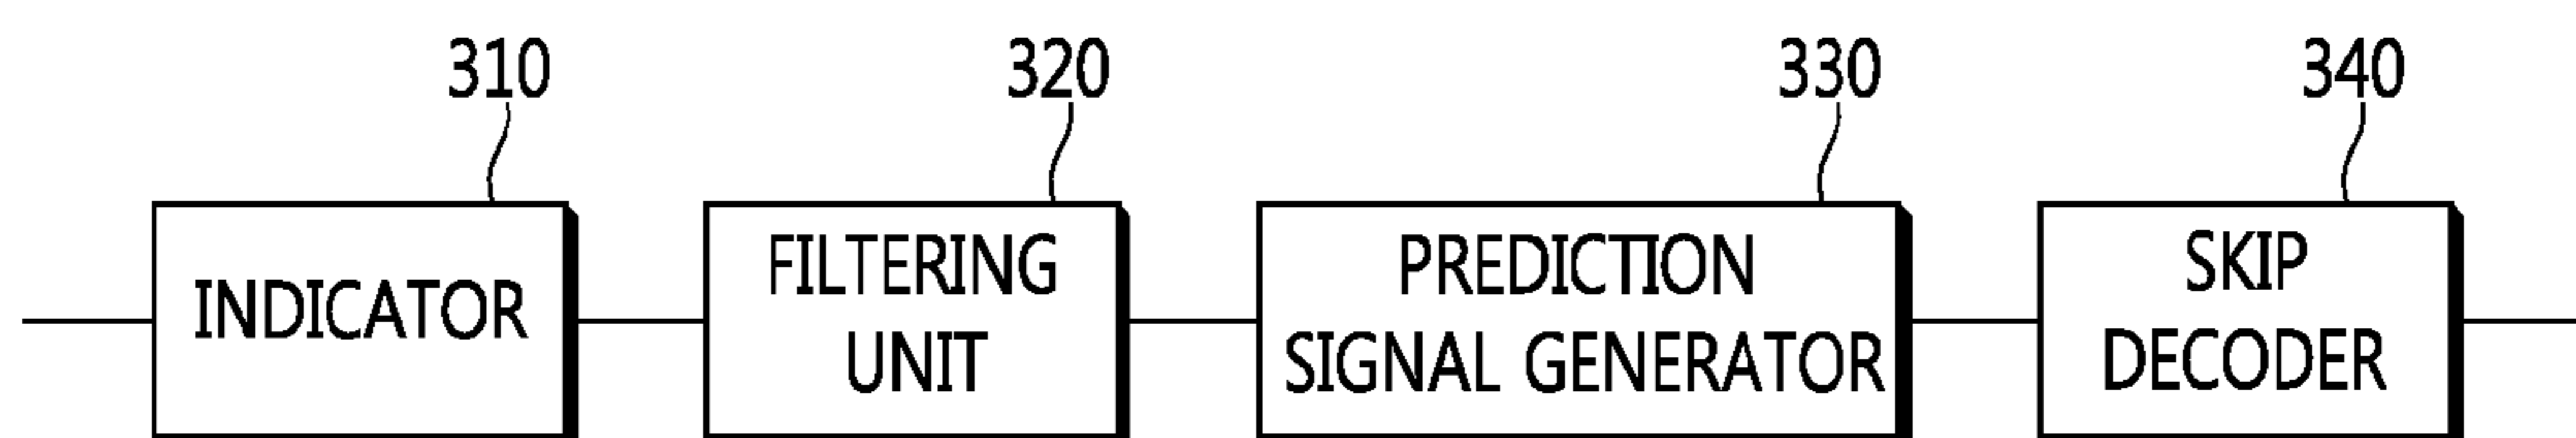 310
320
330
340
INDICATOR
FILTERING
UNIT
PREDICTION
SIGNAL GENERATOR
SKIP
DECODER